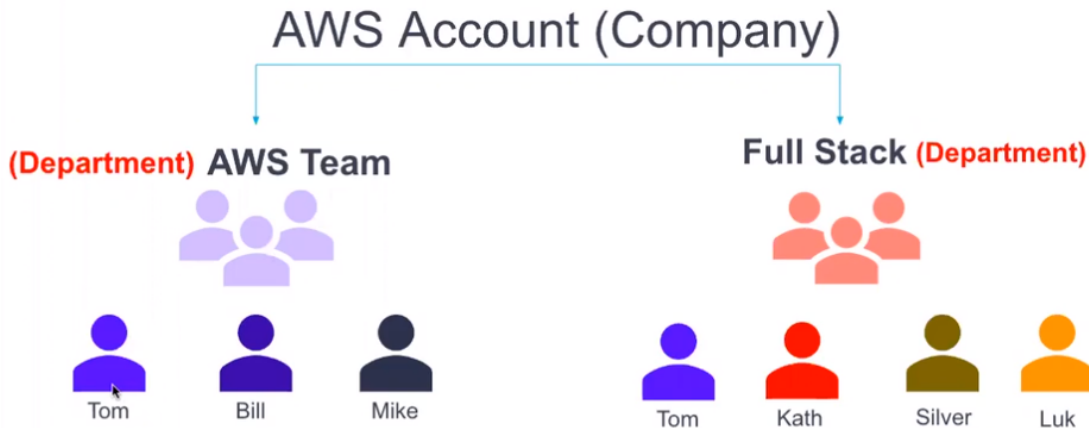 AWS Account (Company)
(Department) AWS Team
Full Stack (Department)
Tom Bill Mike
Tom Kath Silver Luk